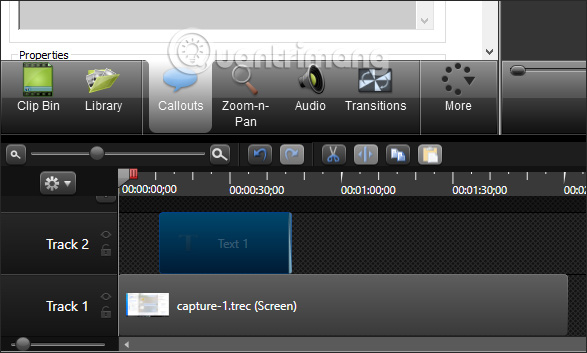 Quantrimang
Properties
Clip Bin
Library
Callouts
Zoom-n-
Pan
Audio
Transitions
More
00:00:00;00
00:00:30;00
00:01:00;00
00:01:30;00
Track 2
T Text 1
Track 1
capture-1.trec (Screen)